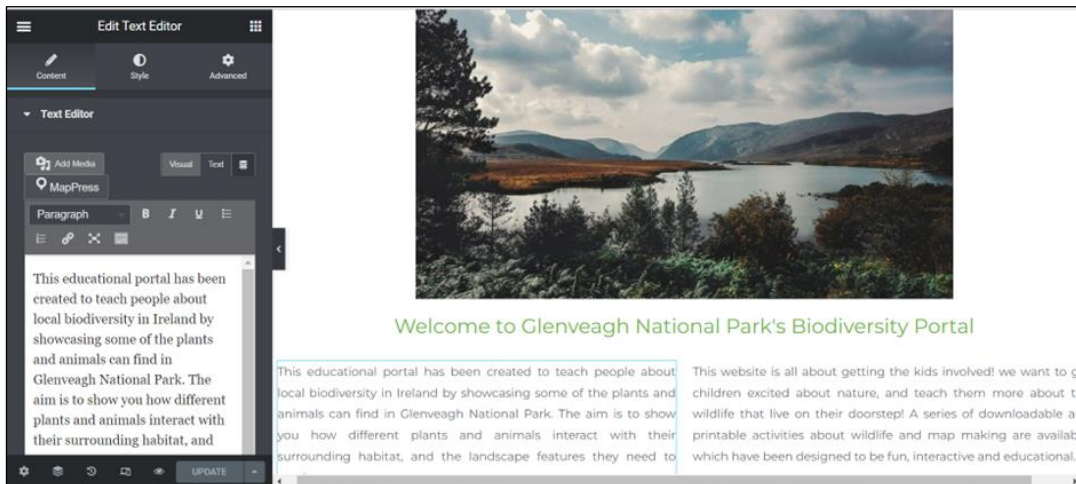 Edit Text Editor
Content
Style
Advanced
Text Editor
Add Media
Visual
Text
MapPress
Paragraph
B I U
This educational portal has been
created to teach people about
local biodiversity in Ireland by
showcasing some of the plants
and animals can find in
Glenveagh National Park. The
aim is to show you how different
plants and animals interact with
their surrounding habitat, and
UPDATE
Welcome to Glenveagh National Park's Biodiversity Portal
This educational portal has been created to teach people about
local biodiversity in Ireland by showcasing some of the plants and
animals can find in Glenveagh National Park. The aim is to show
you how different plants and animals interact with their
surrounding habitat, and the landscape features they need to
This website is all about getting the kids involved! we want to
children excited about nature, and teach them more about
wildlife that live on their doorstep! A series of downloadable
printable activities about wildlife and map making are
which have been designed to be fun, interactive and educational.